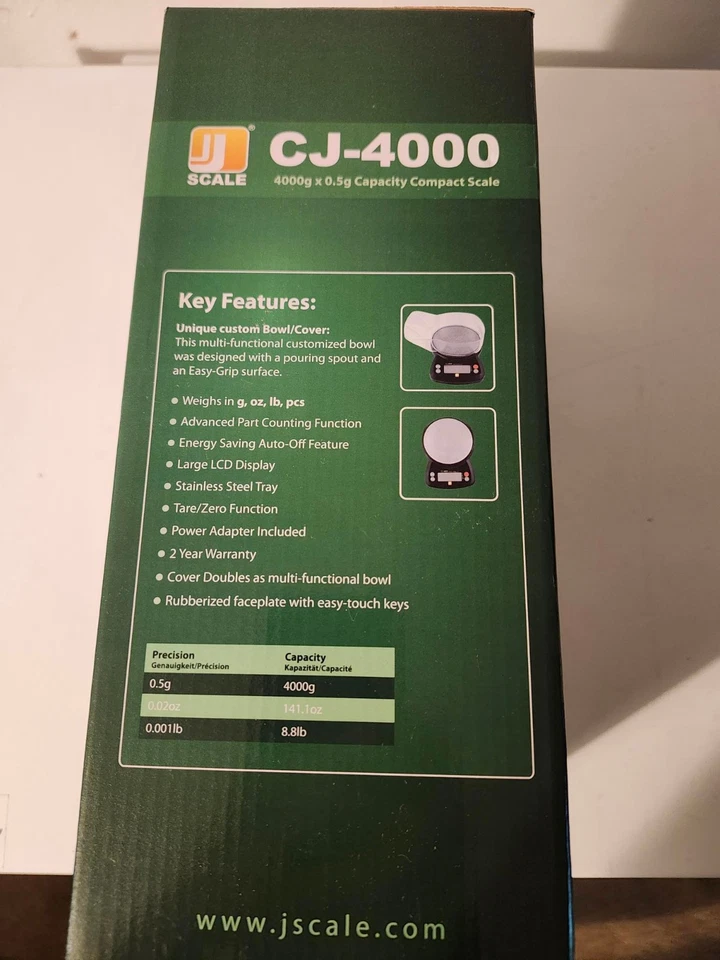 JJ ®
SCALE
CJ-4000
4000g x 0.5g Capacity Compact Scale
Key Features:
Unique custom Bowl/Cover:
This multi-functional customized bowl
was designed with a pouring spout and
an Easy-Grip surface.
• Weighs in g, oz, lb, pcs
• Advanced Part Counting Function
• Energy Saving Auto-Off Feature
• Large LCD Display
• Stainless Steel Tray
• Tare/Zero Function
• Power Adapter Included
• 2 Year Warranty
• Cover Doubles as multi-functional bowl
• Rubberized faceplate with easy-touch keys
Precision Capacity
Genauigkeit/Précision Kapazität/Capacité
0.5g 4000g
0.02oz 141.1oz
0.001lb 8.8lb
www.jscale.com